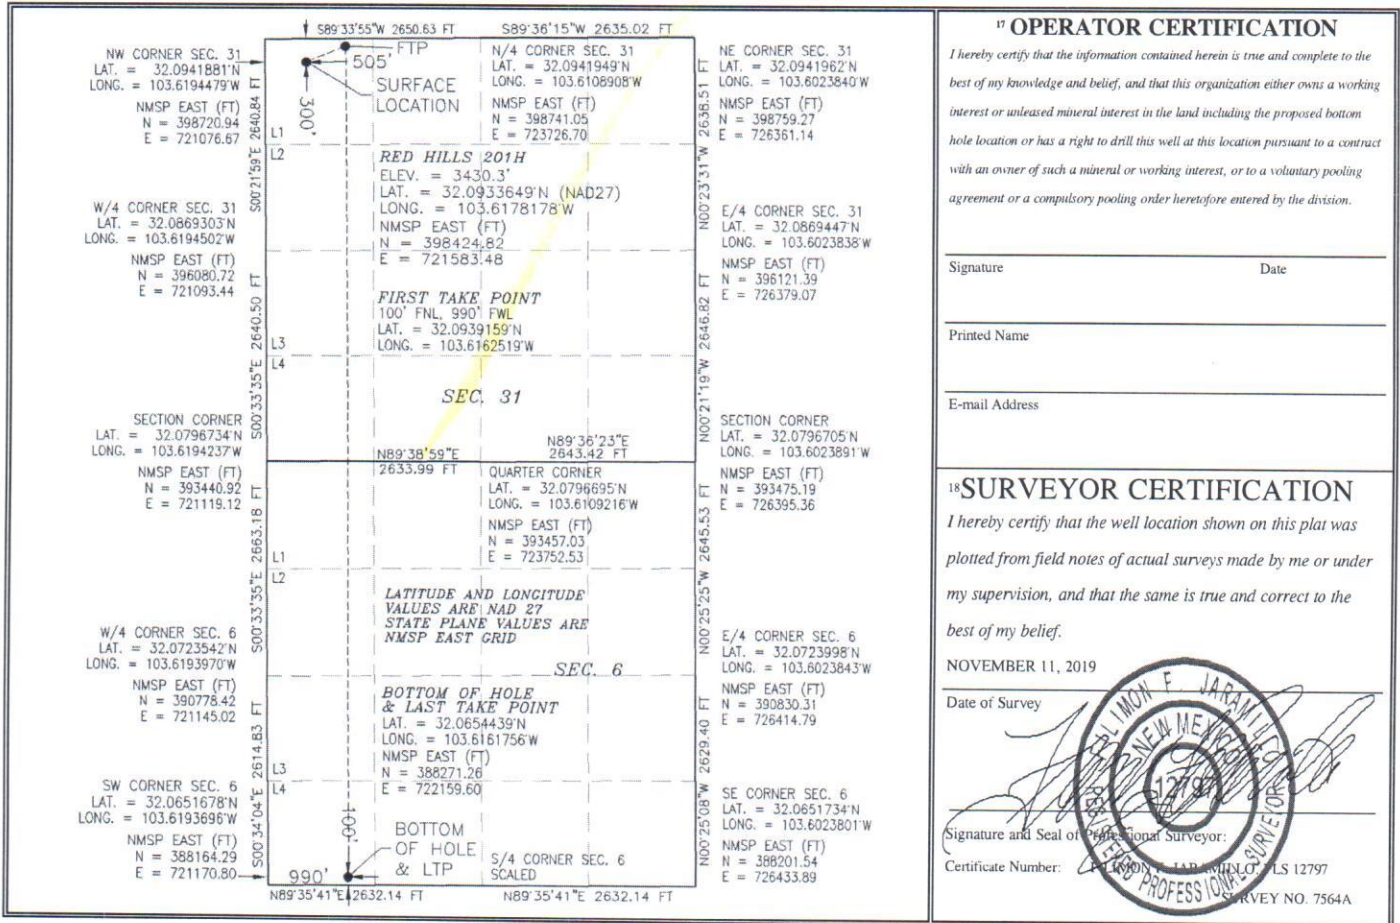 S89°33'55"W 2650.63 FT
S89°36'15"W 2635.02 FT
NW CORNER SEC. 31
LAT. = 32.0941881°N
LONG. = 103.6194479°W
NMSP EAST (FT)
N = 398720.94
E = 721076.67
FTP
505'
SURFACE
LOCATION
300'
N/4 CORNER SEC. 31
LAT. = 32.0941949°N
LONG. = 103.6108908°W
NMSP EAST (FT)
N = 398741.05
E = 723726.70
NE CORNER SEC. 31
LAT. = 32.0941962°N
LONG. = 103.6023840°W
NMSP EAST (FT)
N = 398759.27
E = 726361.14
S00°21'59"E 2640.84 FT
N00°23'31"W 2638.51 FT
L1
L2
RED HILLS 201H
ELEV. = 3430.3'
LAT. = 32.0933649°N (NAD27)
LONG. = 103.6178178°W
NMSP EAST (FT)
N = 398424.82
E = 721583.48
W/4 CORNER SEC. 31
LAT. = 32.0869303°N
LONG. = 103.6194502°W
NMSP EAST (FT)
N = 396080.72
E = 721093.44
E/4 CORNER SEC. 31
LAT. = 32.0869447°N
LONG. = 103.6023838°W
NMSP EAST (FT)
N = 396121.39
E = 726379.07
FIRST TAKE POINT
100' FNL, 990' FWL
LAT. = 32.0939159°N
LONG. = 103.6162519°W
S00°33'35"E 2640.50 FT
N00°21'19"W 2646.82 FT
L3
L4
SEC. 31
SECTION CORNER
LAT. = 32.0796734°N
LONG. = 103.6194237°W
NMSP EAST (FT)
N = 393440.92
E = 721119.12
N89°38'59"E
2633.99 FT
N89°36'23"E
2643.42 FT
QUARTER CORNER
LAT. = 32.0796695°N
LONG. = 103.6109216°W
NMSP EAST (FT)
N = 393457.03
E = 723752.53
SECTION CORNER
LAT. = 32.0796705°N
LONG. = 103.6023891°W
NMSP EAST (FT)
N = 393475.19
E = 726395.36
S00°33'35"E 2663.18 FT
N00°25'25"W 2645.53 FT
L1
L2
LATITUDE AND LONGITUDE
VALUES ARE NAD 27
STATE PLANE VALUES ARE
NMSP EAST GRID
SEC. 6
W/4 CORNER SEC. 6
LAT. = 32.0723542°N
LONG. = 103.6193970°W
NMSP EAST (FT)
N = 390778.42
E = 721145.02
E/4 CORNER SEC. 6
LAT. = 32.0723998°N
LONG. = 103.6023843°W
NMSP EAST (FT)
N = 390830.31
E = 726414.79
BOTTOM OF HOLE
& LAST TAKE POINT
LAT. = 32.0654439°N
LONG. = 103.6161756°W
NMSP EAST (FT)
N = 388271.26
E = 722159.60
S00°34'04"E 2614.83 FT
N00°25'08"W 2629.40 FT
L3
L4
SW CORNER SEC. 6
LAT. = 32.0651678°N
LONG. = 103.6193696°W
NMSP EAST (FT)
N = 388164.29
E = 721170.80
100'
990'
BOTTOM
OF HOLE
& LTP
S/4 CORNER SEC. 6
SCALED
SE CORNER SEC. 6
LAT. = 32.0651734°N
LONG. = 103.6023801°W
NMSP EAST (FT)
N = 388201.54
E = 726433.89
N89°35'41"E 2632.14 FT
N89°35'41"E 2632.14 FT
17 OPERATOR CERTIFICATION
I hereby certify that the information contained herein is true and complete to the
best of my knowledge and belief, and that this organization either owns a working
interest or unleased mineral interest in the land including the proposed bottom
hole location or has a right to drill this well at this location pursuant to a contract
with an owner of such a mineral or working interest, or to a voluntary pooling
agreement or a compulsory pooling order heretofore entered by the division.
Signature Date
Printed Name
E-mail Address
18 SURVEYOR CERTIFICATION
I hereby certify that the well location shown on this plat was
plotted from field notes of actual surveys made by me or under
my supervision, and that the same is true and correct to the
best of my belief.
NOVEMBER 11, 2019
Date of Survey
FILIMON F. JARAMILLO
NEW MEXICO
12797
REGISTERED PROFESSIONAL SURVEYOR
Signature and Seal of Professional Surveyor:
Certificate Number: FILIMON F. JARAMILLO, PLS 12797
SURVEY NO. 7564A